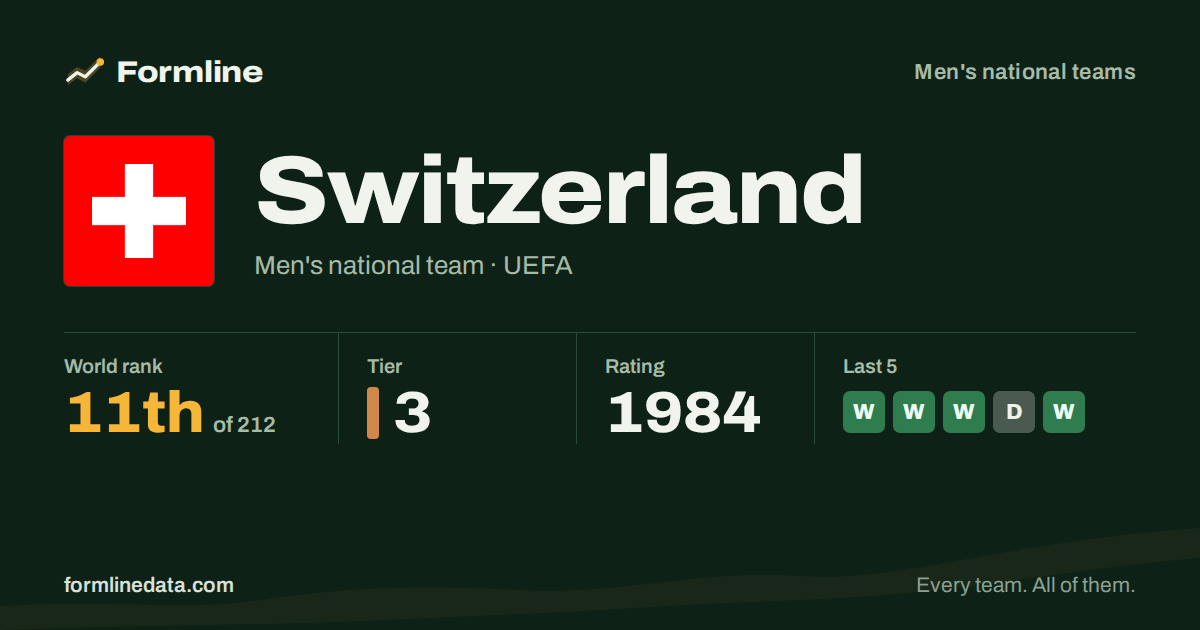 Formline
Men's national teams
Switzerland
Men's national team · UEFA
World rank
11th of 212
Tier
3
Rating
1984
Last 5
W W W D W
formlinedata.com
Every team. All of them.